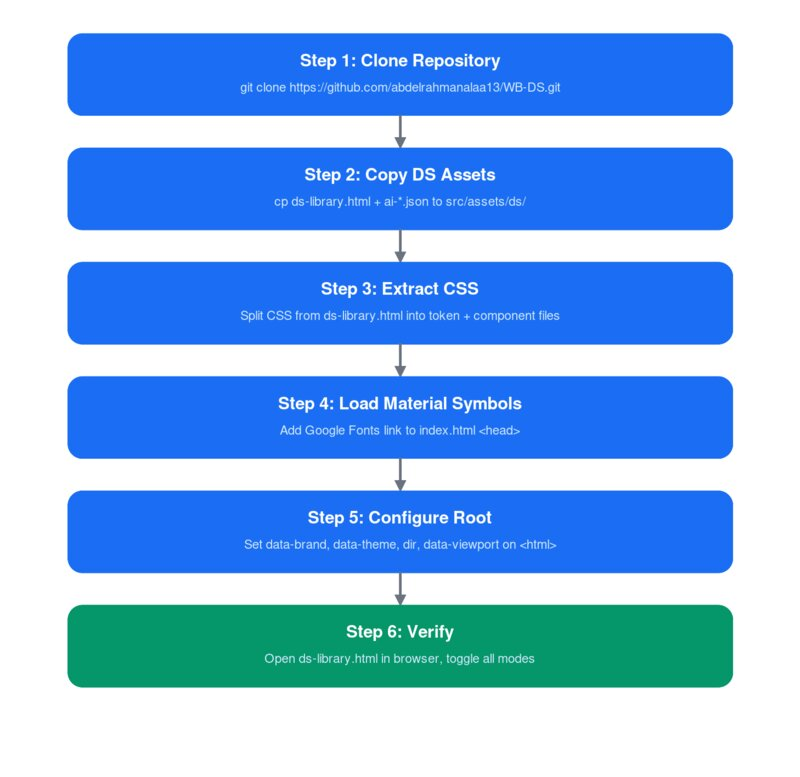 Step 1: Clone Repository
git clone https://github.com/abdelrahmanalaa13/WB-DS.git
Step 2: Copy DS Assets
cp ds-library.html + ai-*.json to src/assets/ds/
Step 3: Extract CSS
Split CSS from ds-library.html into token + component files
Step 4: Load Material Symbols
Add Google Fonts link to index.html <head>
Step 5: Configure Root
Set data-brand, data-theme, dir, data-viewport on <html>
Step 6: Verify
Open ds-library.html in browser, toggle all modes